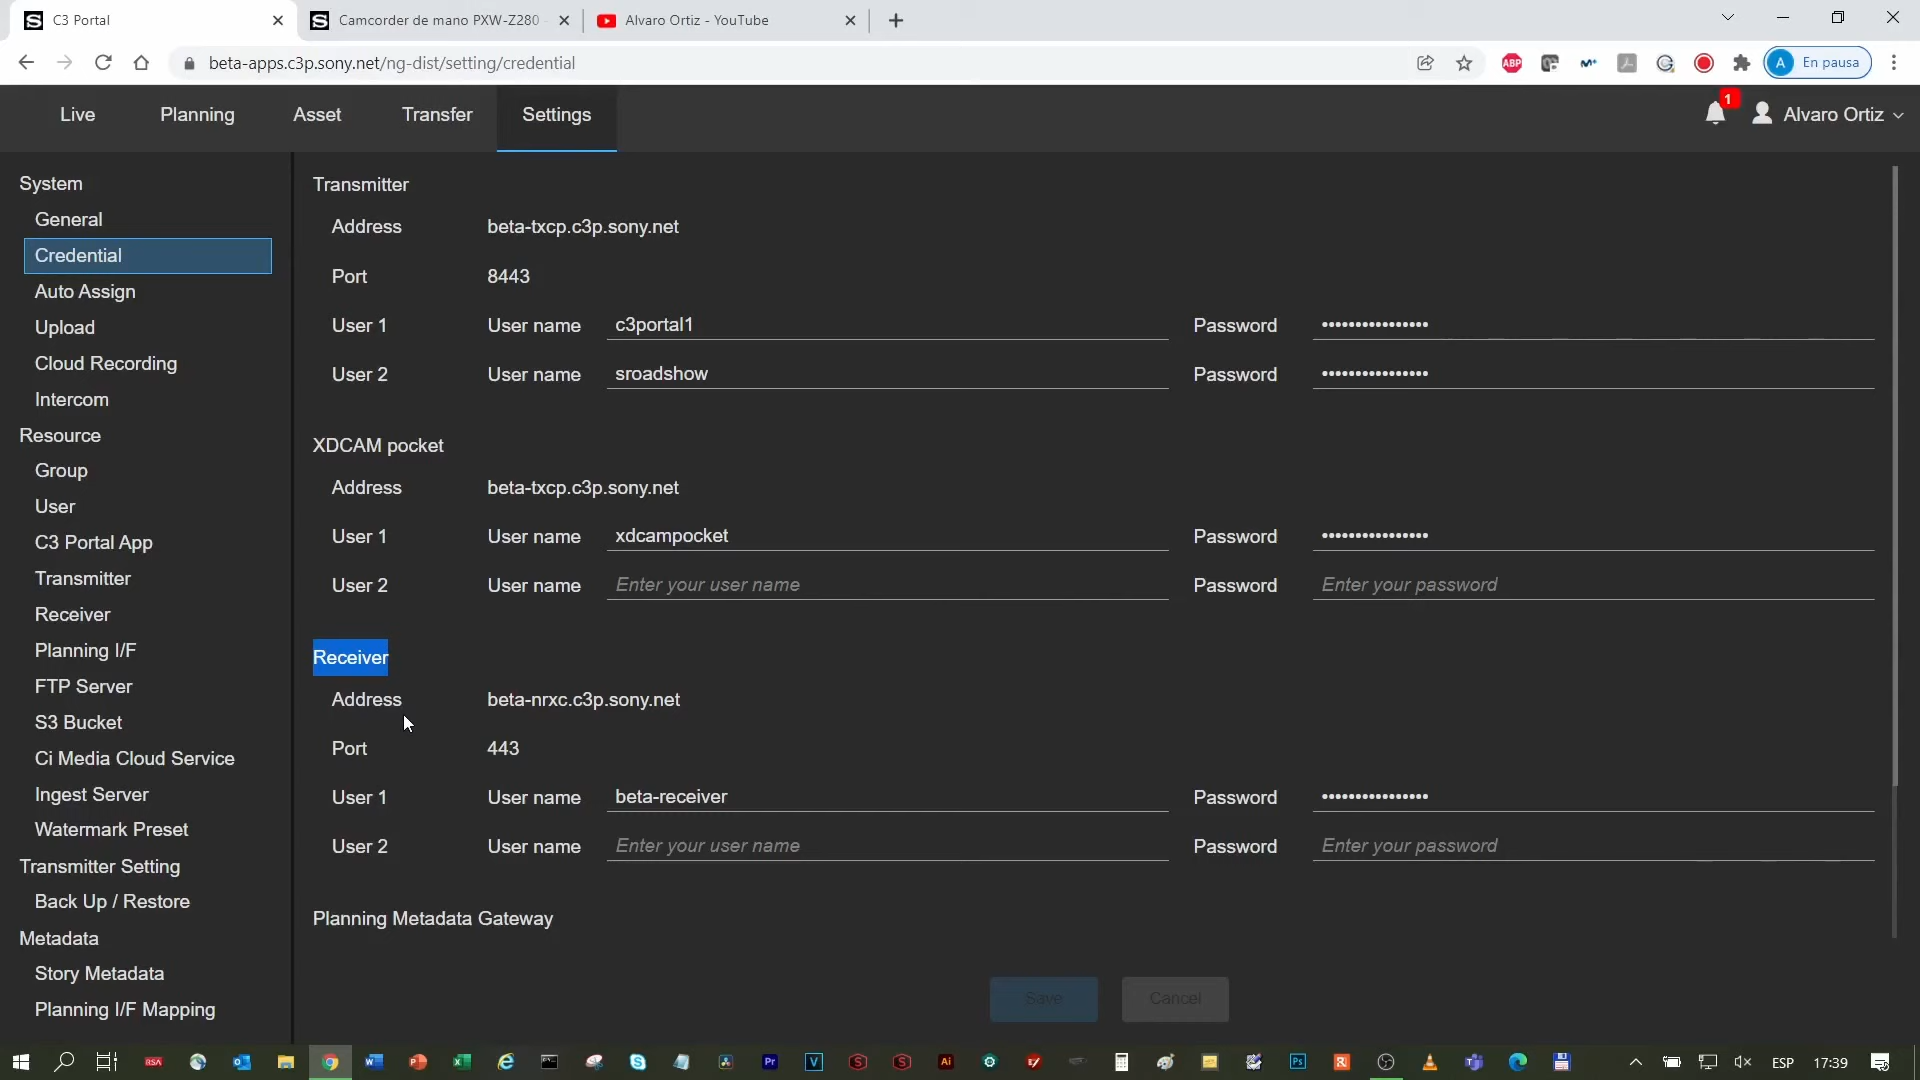 C3 Portal
Camcorder de mano PXW-Z280
Alvaro Ortiz - YouTube
beta-apps.c3p.sony.net/ng-dist/setting/credential
ABP
A En pausa
Live Planning Asset Transfer Settings
1
Alvaro Ortiz
System
General
Credential
Auto Assign
Upload
Cloud Recording
Intercom
Resource
Group
User
C3 Portal App
Transmitter
Receiver
Planning I/F
FTP Server
S3 Bucket
Ci Media Cloud Service
Ingest Server
Watermark Preset
Transmitter Setting
Back Up / Restore
Metadata
Story Metadata
Planning I/F Mapping
Transmitter
Address beta-txcp.c3p.sony.net
Port 8443
User 1 User name c3portal1 Password ••••••••••••••••
User 2 User name sroadshow Password ••••••••••••••••
XDCAM pocket
Address beta-txcp.c3p.sony.net
User 1 User name xdcampocket Password ••••••••••••••••
User 2 User name Enter your user name Password Enter your password
Receiver
Address beta-nrxc.c3p.sony.net
Port 443
User 1 User name beta-receiver Password ••••••••••••••••
User 2 User name Enter your user name Password Enter your password
Planning Metadata Gateway
Save Cancel
ESP 17:39